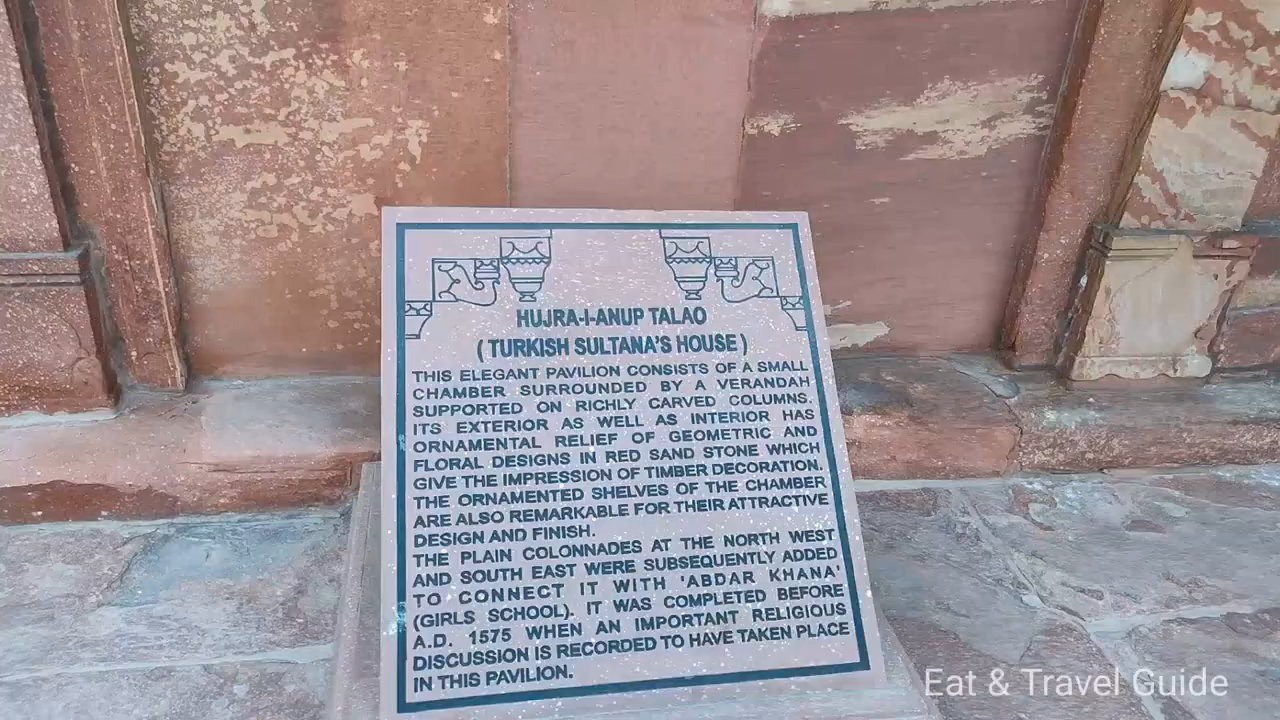 HUJRA-I-ANUP TALAO
( TURKISH SULTANA'S HOUSE )
THIS ELEGANT PAVILION CONSISTS OF A SMALL
CHAMBER SURROUNDED BY A VERANDAH
SUPPORTED ON RICHLY CARVED COLUMNS.
ITS EXTERIOR AS WELL AS INTERIOR HAS
ORNAMENTAL RELIEF OF GEOMETRIC AND
FLORAL DESIGNS IN RED SAND STONE WHICH
GIVE THE IMPRESSION OF TIMBER DECORATION.
THE ORNAMENTED SHELVES OF THE CHAMBER
ARE ALSO REMARKABLE FOR THEIR ATTRACTIVE
DESIGN AND FINISH.
THE PLAIN COLONNADES AT THE NORTH WEST
AND SOUTH EAST WERE SUBSEQUENTLY ADDED
TO CONNECT IT WITH 'ABDAR KHANA'
(GIRLS SCHOOL). IT WAS COMPLETED BEFORE
A.D. 1575 WHEN AN IMPORTANT RELIGIOUS
DISCUSSION IS RECORDED TO HAVE TAKEN PLACE
IN THIS PAVILION.
Eat & Travel Guide